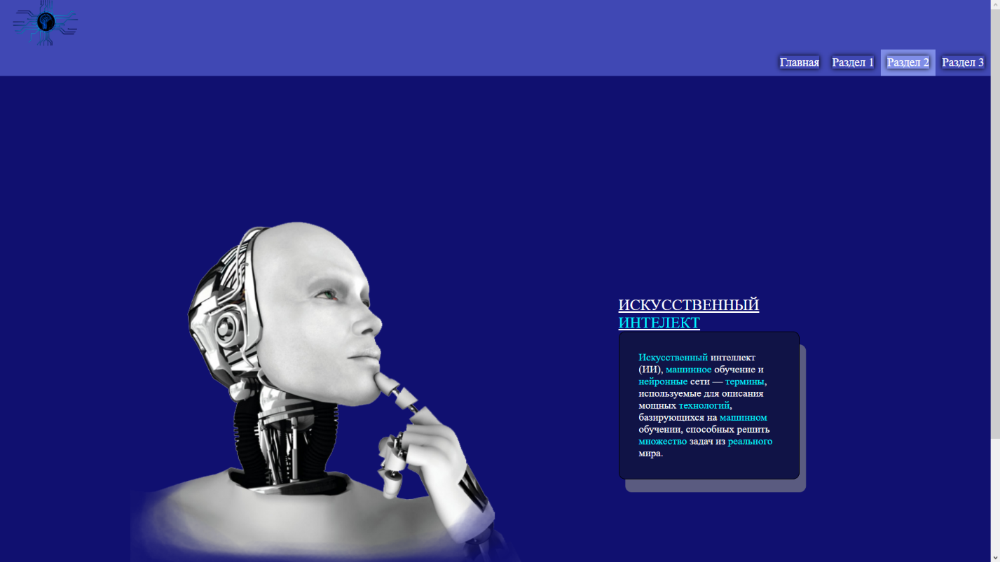 Главная Раздел 1 Раздел 2 Раздел 3
ИСКУССТВЕННЫЙ
ИНТЕЛЕКТ
Искусственный интеллект
(ИИ), машинное обучение и
нейронные сети — термины,
используемые для описания
мощных технологий,
базирующихся на машинном
обучении, способных решить
множество задач из реального
мира.